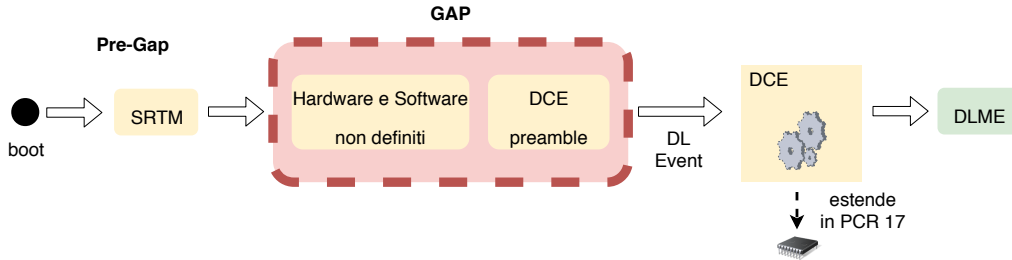 GAP
Pre-Gap
boot
SRTM
Hardware e Software
non definiti
DCE
preamble
DL
Event
DCE
DLME
estende
in PCR 17